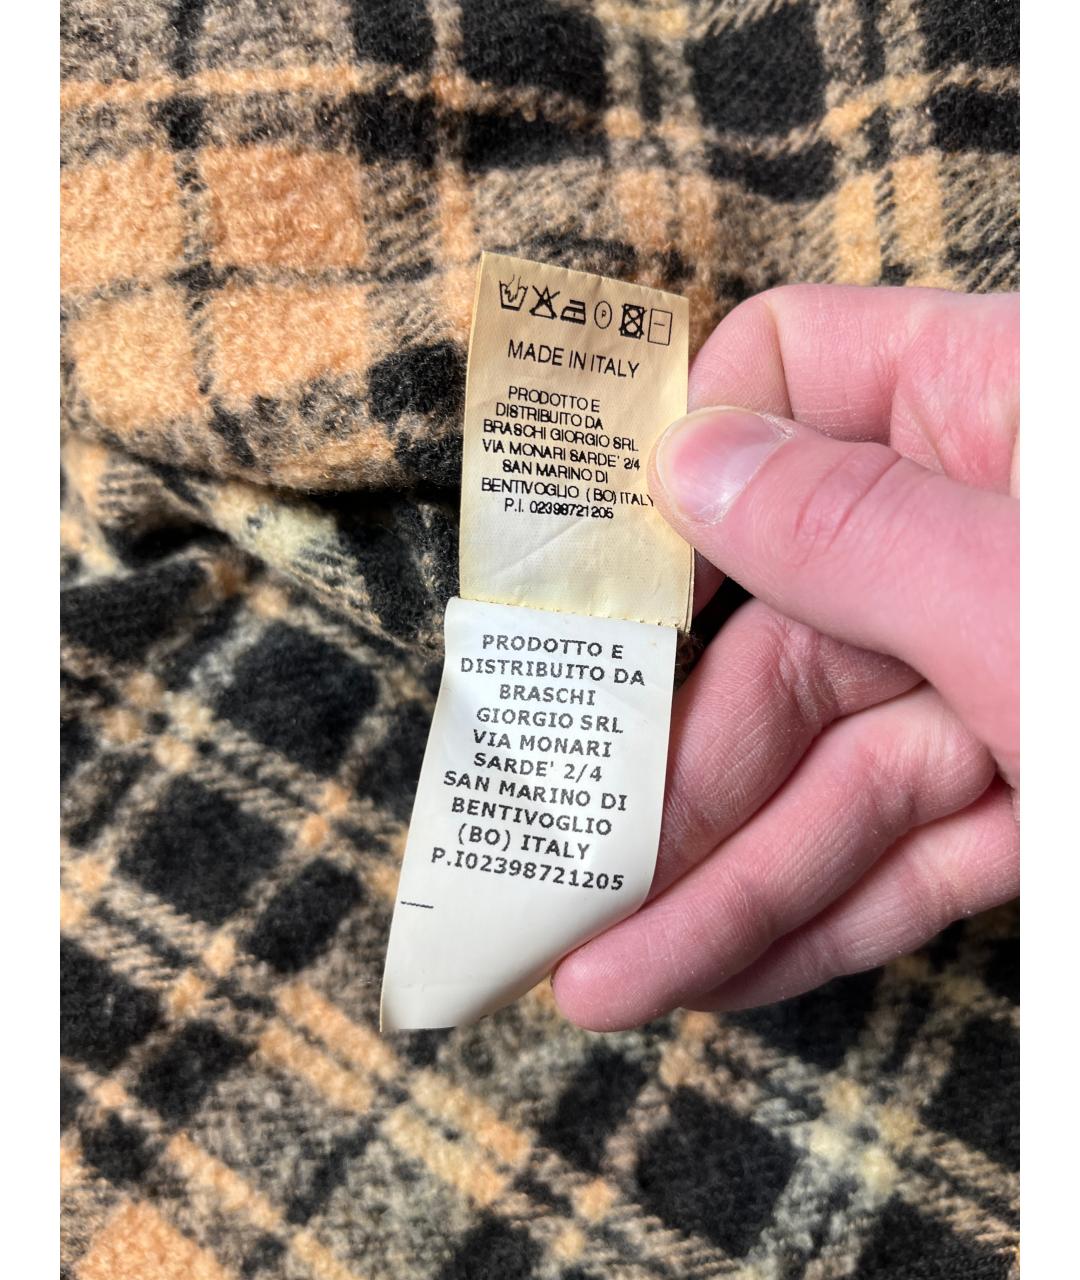 P
MADE IN ITALY
PRODOTTO E
DISTRIBUITO DA
BRASCHI GIORGIO SRL
VIA MONARI SARDE' 2/4
SAN MARINO DI
BENTIVOGLIO (BO) ITALY
P.I. 02398721205
PRODOTTO E
DISTRIBUITO DA
BRASCHI
GIORGIO SRL
VIA MONARI
SARDE' 2/4
SAN MARINO DI
BENTIVOGLIO
(BO) ITALY
P.I02398721205